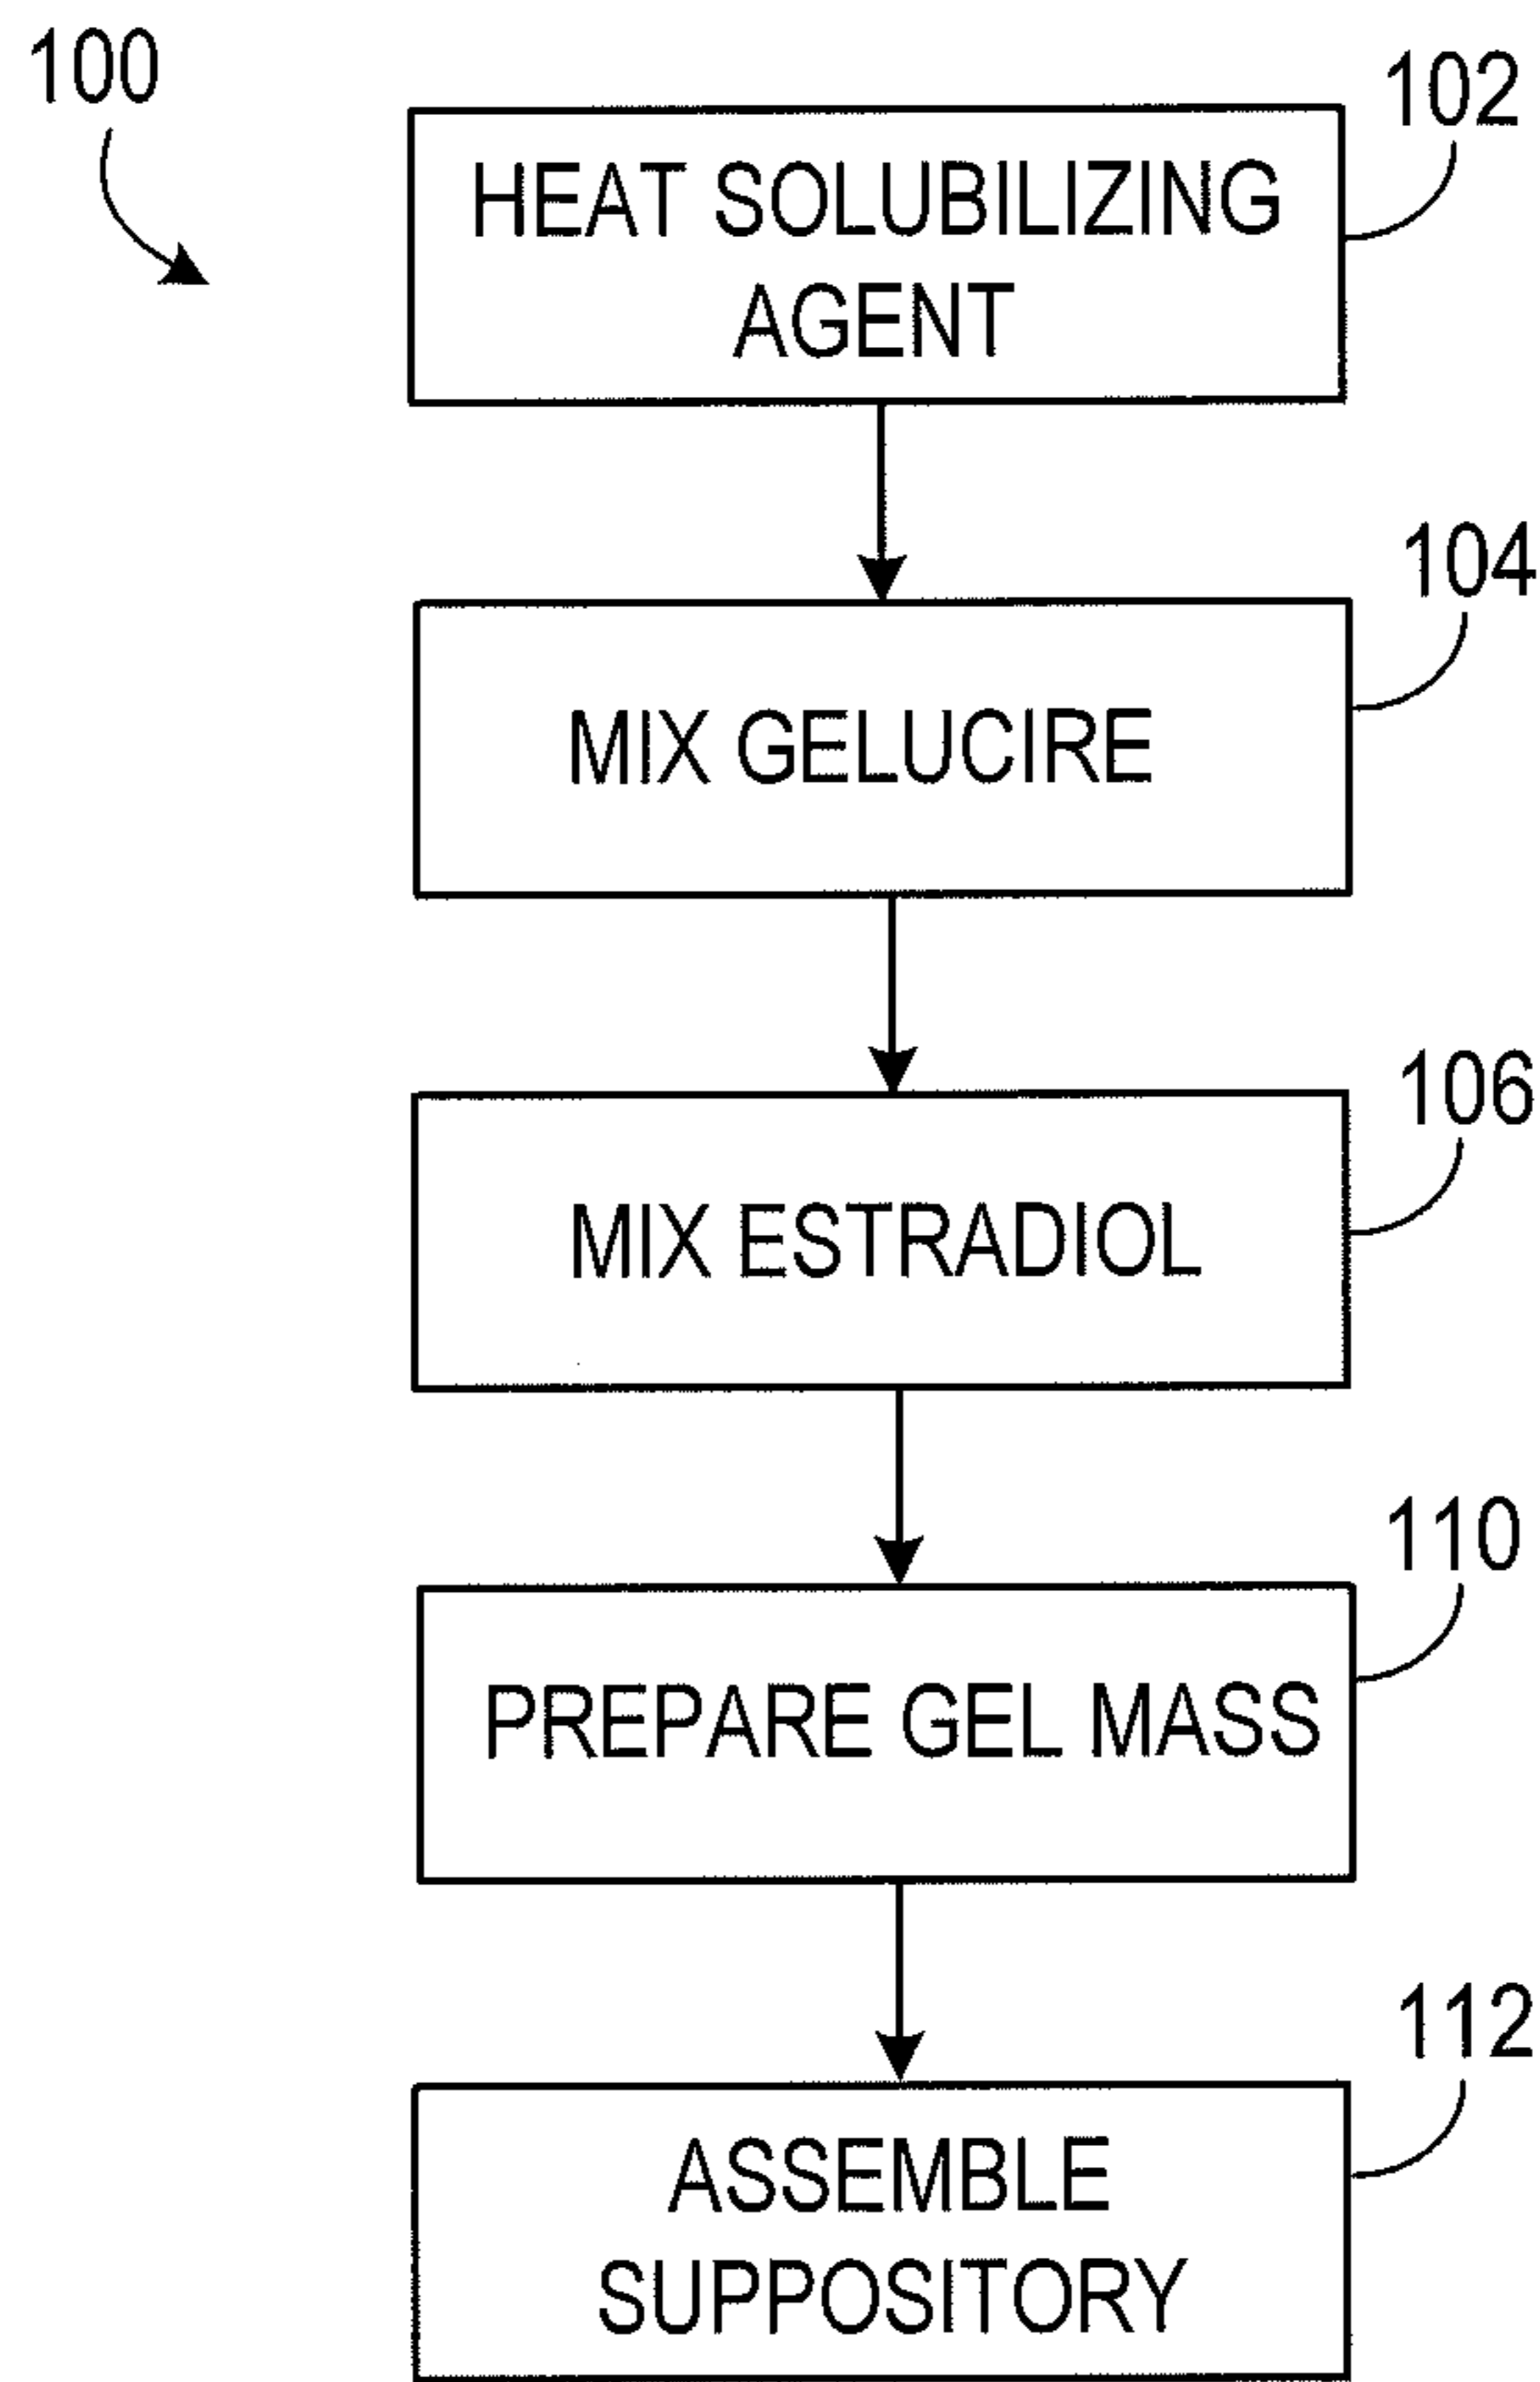 100
102
HEAT SOLUBILIZING
AGENT
104
MIX GELUCIRE
106
MIX ESTRADIOL
110
PREPARE GEL MASS
112
ASSEMBLE
SUPPOSITORY